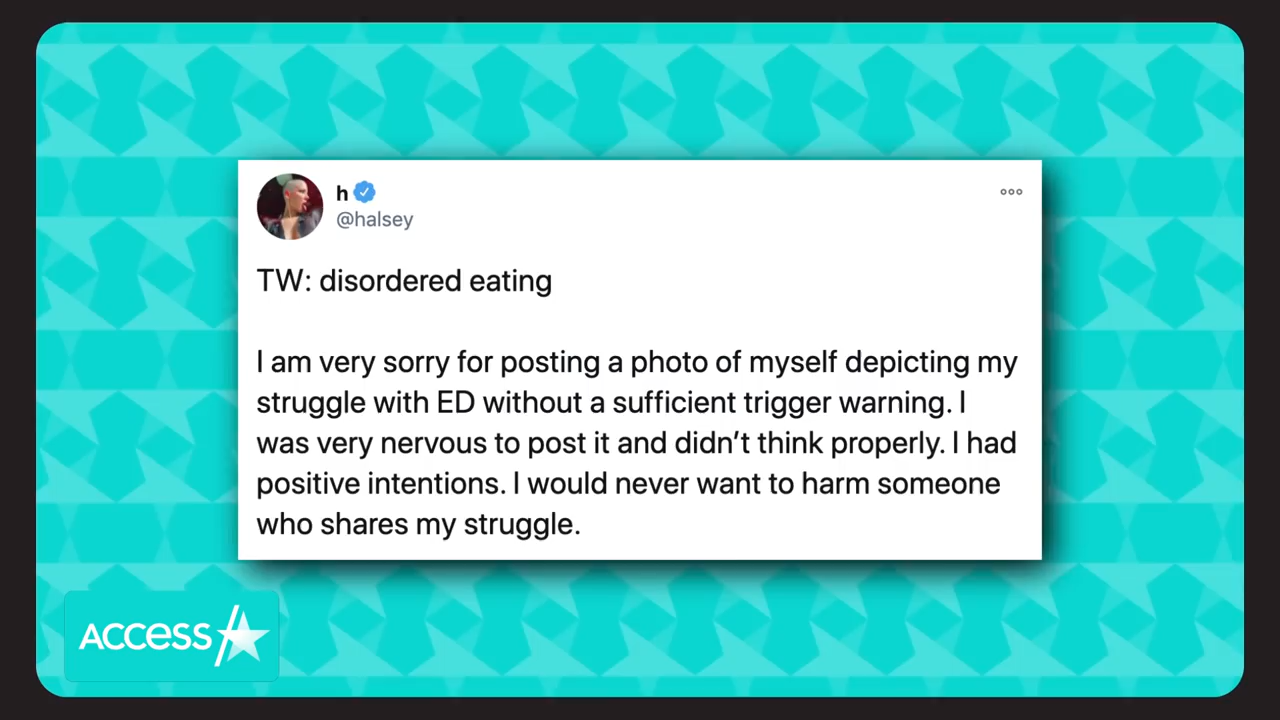 h
@halsey
TW: disordered eating
I am very sorry for posting a photo of myself depicting my
struggle with ED without a sufficient trigger warning. I
was very nervous to post it and didn’t think properly. I had
positive intentions. I would never want to harm someone
who shares my struggle.
ACCESS